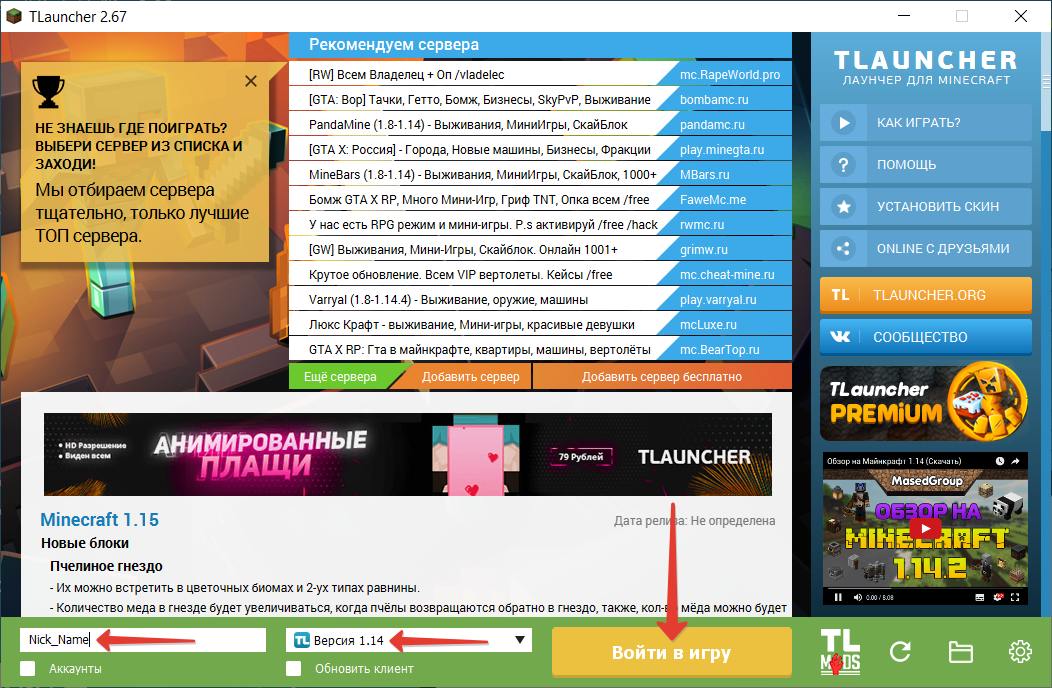 TLauncher 2.67
Рекомендуем сервера
[RW] Всем Владелец + Оп /vladelec mc.RapeWorld.pro
[GTA: Вор] Тачки, Гетто, Бомж, Бизнесы, SkyPvP, Выживание bombamc.ru
PandaMine (1.8-1.14) - Выживания, МиниИгры, СкайБлок pandamc.ru
[GTA X: Россия] - Города, Новые машины, Бизнесы, Фракции play.minegta.ru
MineBars (1.8-1.14) - Выживания, МиниИгры, СкайБлок, 1000+ MBars.ru
Бомж GTA X RP, Много Мини-Игр, Гриф TNT, Опка всем /free FaweMc.me
У нас есть RPG режим и мини-игры. P.s активируй /free /hack rwmc.ru
[GW] Выживания, Мини-Игры, Скайблок. Онлайн 1001+ grimw.ru
Крутое обновление. Всем VIP вертолеты. Кейсы /free mc.cheat-mine.ru
Varryal (1.8-1.14.4) - Выживание, оружие, машины play.varryal.ru
Люкс Крафт - выживание, Мини-игры, красивые девушки mcLuxe.ru
GTA X RP: Гта в майнкрафте, квартиры, машины, вертолёты mc.BearTop.ru
Ещё сервера Добавить сервер Добавить сервер бесплатно
НЕ ЗНАЕШЬ ГДЕ ПОИГРАТЬ?
ВЫБЕРИ СЕРВЕР ИЗ СПИСКА И
ЗАХОДИ!
Мы отбираем сервера
тщательно, только лучшие
ТОП сервера.
TLAUNCHER
ЛАУНЧЕР ДЛЯ MINECRAFT
КАК ИГРАТЬ?
? ПОМОЩЬ
УСТАНОВИТЬ СКИН
ONLINE С ДРУЗЬЯМИ
TL TLAUNCHER.ORG
СООБЩЕСТВО
TLauncher
PREMIUM
Обзор на Майнкрафт 1.14 (Скачать)
MasedGroup
ОБЗОР НА
MINECRAFT
1.14.2
0:00 / 8:08
• HD Разрешение
• Виден всем
АНИМИРОВАННЫЕ
ПЛАЩИ
79 Рублей
TLAUNCHER
Minecraft 1.15 Дата релиза: Не определена
Новые блоки
Пчелиное гнездо
- Их можно встретить в цветочных биомах и 2-ух типах равнины.
- Количество меда в гнезде будет увеличиваться, когда пчёлы возвращаются обратно в гнездо, также, кол-во мёда можно будет
Nick_Name TL Версия 1.14 Войти в игру TL
MODS
Аккаунты Обновить клиент